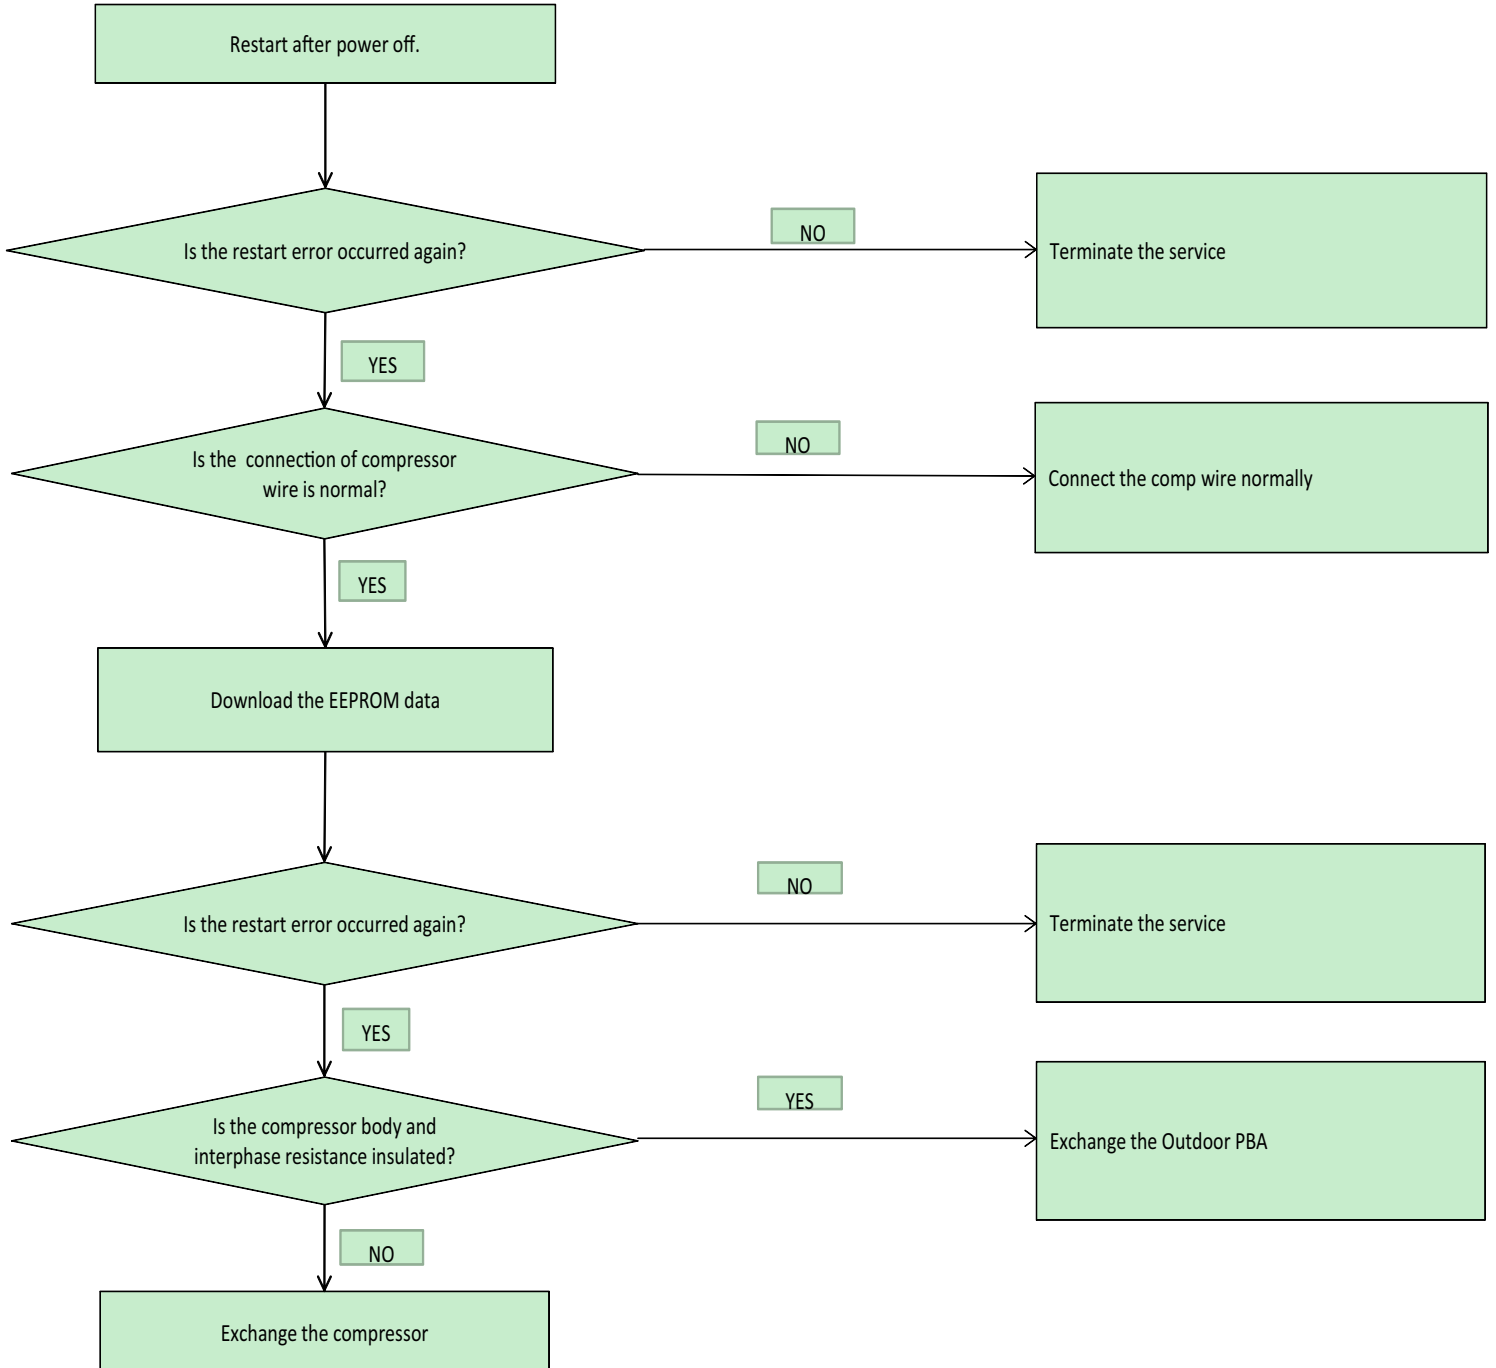 Restart after power off.
Is the restart error occurred again?
NO
Terminate the service
YES
Is the  connection of compressor
wire is normal?
NO
Connect the comp wire normally
YES
Download the EEPROM data
Is the restart error occurred again?
NO
Terminate the service
YES
Is the compressor body and
interphase resistance insulated?
YES
Exchange the Outdoor PBA
NO
Exchange the compressor